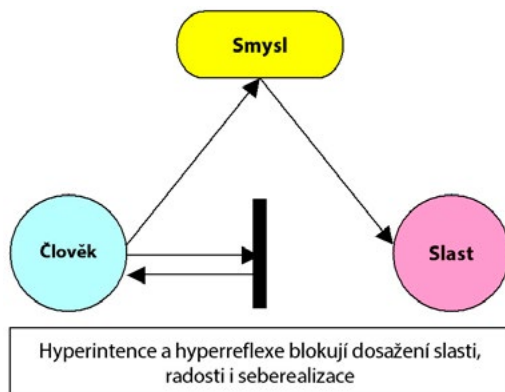 Smysl
Člověk
Slast
Hyperintence a hyperreflexe blokují dosažení slasti,
radosti i seberealizace